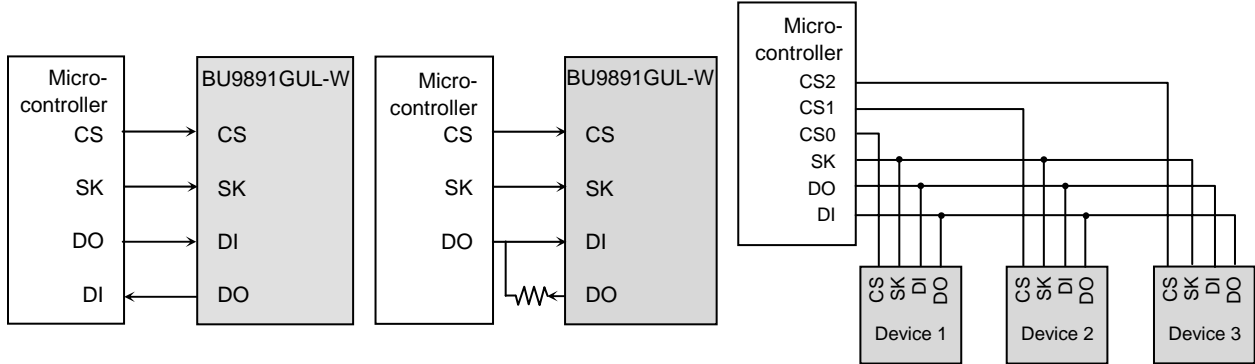 Micro-
controller
CS
SK
DO
DI
BU9891GUL-W
CS
SK
DI
DO
Micro-
controller
CS
SK
DO
BU9891GUL-W
CS
SK
DI
DO
Micro-
controller
CS2
CS1
CS0
SK
DO
DI
CS
SK
DI
DO
Device 1
CS
SK
DI
DO
Device 2
CS
SK
DI
DO
Device 3